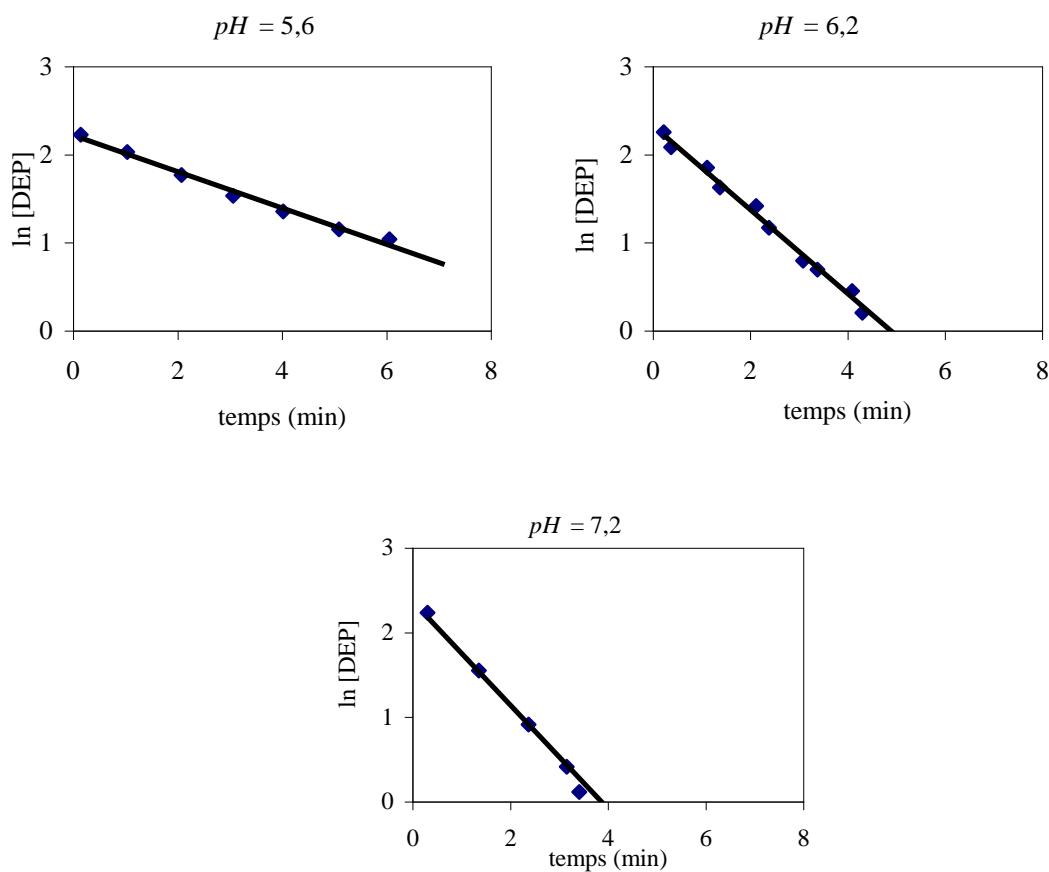 pH = 5,6
3
2
1
0
ln [DEP]
0 2 4 6 8
temps (min)
pH = 6,2
3
2
1
0
ln [DEP]
0 2 4 6 8
temps (min)
pH = 7,2
3
2
1
0
ln [DEP]
0 2 4 6 8
temps (min)